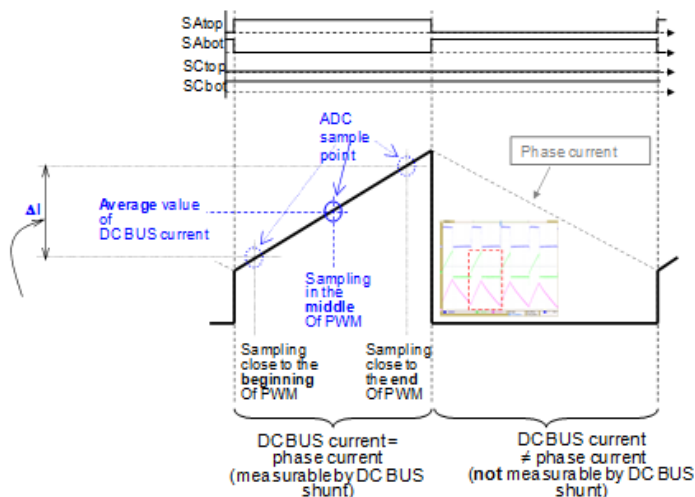 SAtop
SAbot
SCtop
SCbot
ADC
sample
point
Phase current
ΔI
Average value
of
DC BUS current
Sampling
in the
middle
Of PWM
Sampling
close to the
beginning
Of PWM
Sampling
close to
the end
Of PWM
DC BUS current =
phase current
(measurable by DC BUS
shunt)
DC BUS current
≠ phase current
(not measurable by DC BUS
shunt)